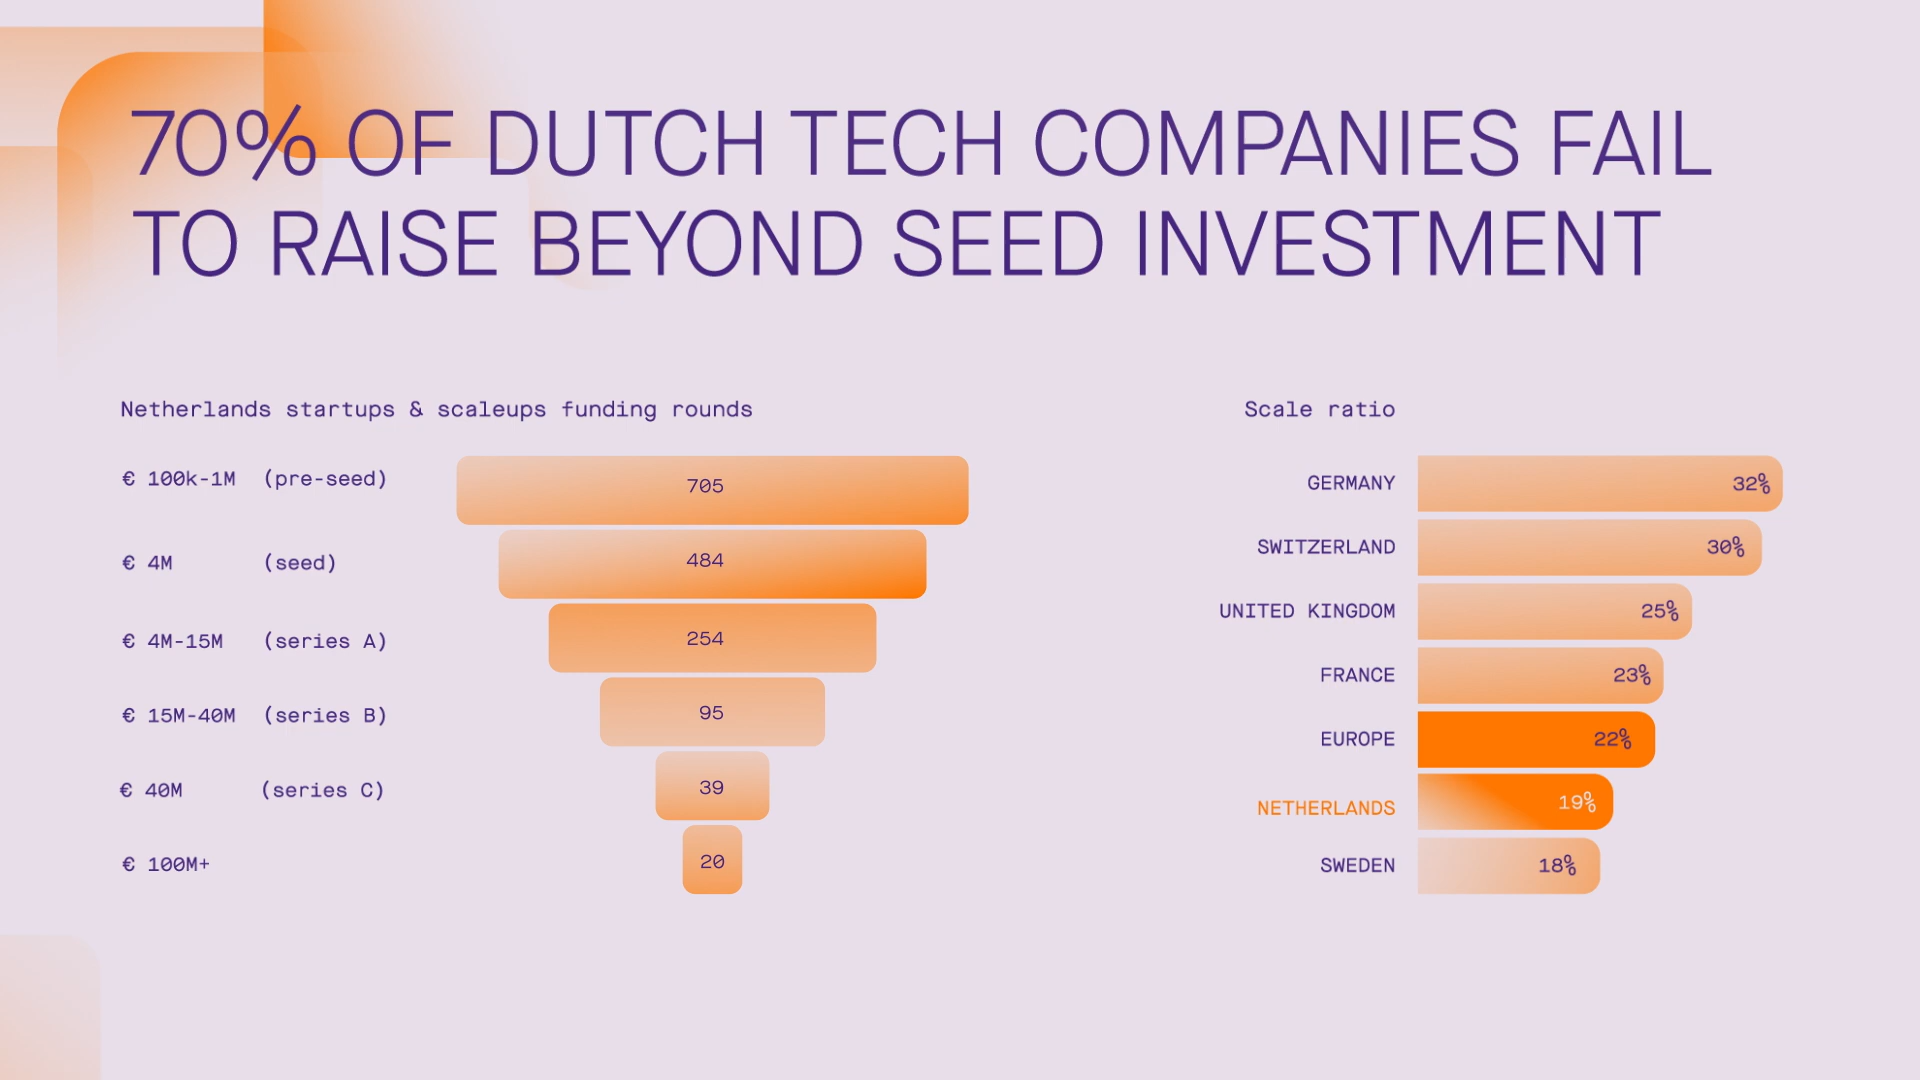 70% OF DUTCH TECH COMPANIES FAIL
TO RAISE BEYOND SEED INVESTMENT
Netherlands startups & scaleups funding rounds
€ 100k-1M (pre-seed) 705
€ 4M (seed) 484
€ 4M-15M (series A) 254
€ 15M-40M (series B) 95
€ 40M (series C) 39
€ 100M+ 20
Scale ratio
GERMANY 32%
SWITZERLAND 30%
UNITED KINGDOM 25%
FRANCE 23%
EUROPE 22%
NETHERLANDS 19%
SWEDEN 18%